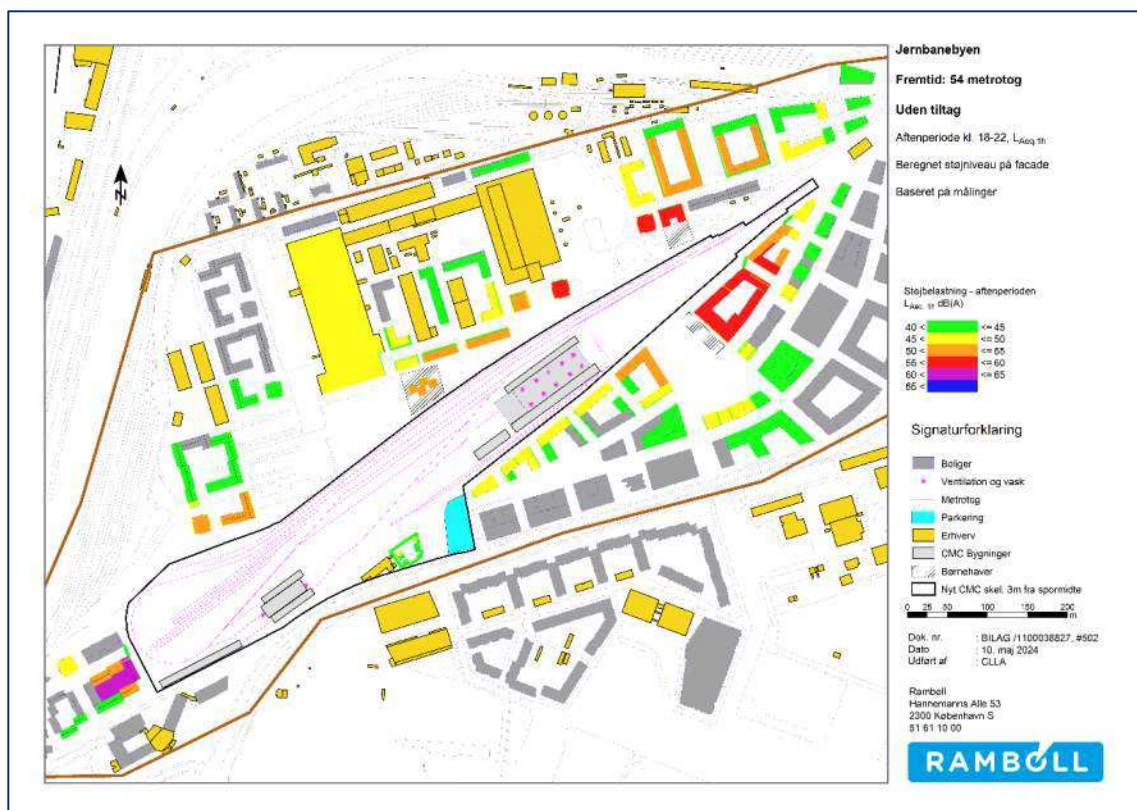 Jernbanebyen
Fremtid: 54 metrotog
Uden tiltag
Aftenperiode kl. 18-22, LAeq,1h
Beregnet støjniveau på facade
Baseret på målinger
N
Støjbelastning - aftenperioden
LAeq, 1h dB(A)
40 < <= 45
45 < <= 50
50 < <= 55
55 < <= 60
60 < <= 65
65 <
Signaturforklaring
Boliger
Ventilation og vask
Metrotog
Parkering
Erhverv
CMC Bygninger
Børnehaver
Nyt CMC skel. 3m fra spormidte
0 25 50 100 150 200
m
Dok. nr. : BILAG /1100038827, #502
Dato : 10. maj 2024
Udført af : CLLA
Rambøll
Hannemanns Alle 53
2300 København S
51 61 10 00
RAMBOLL